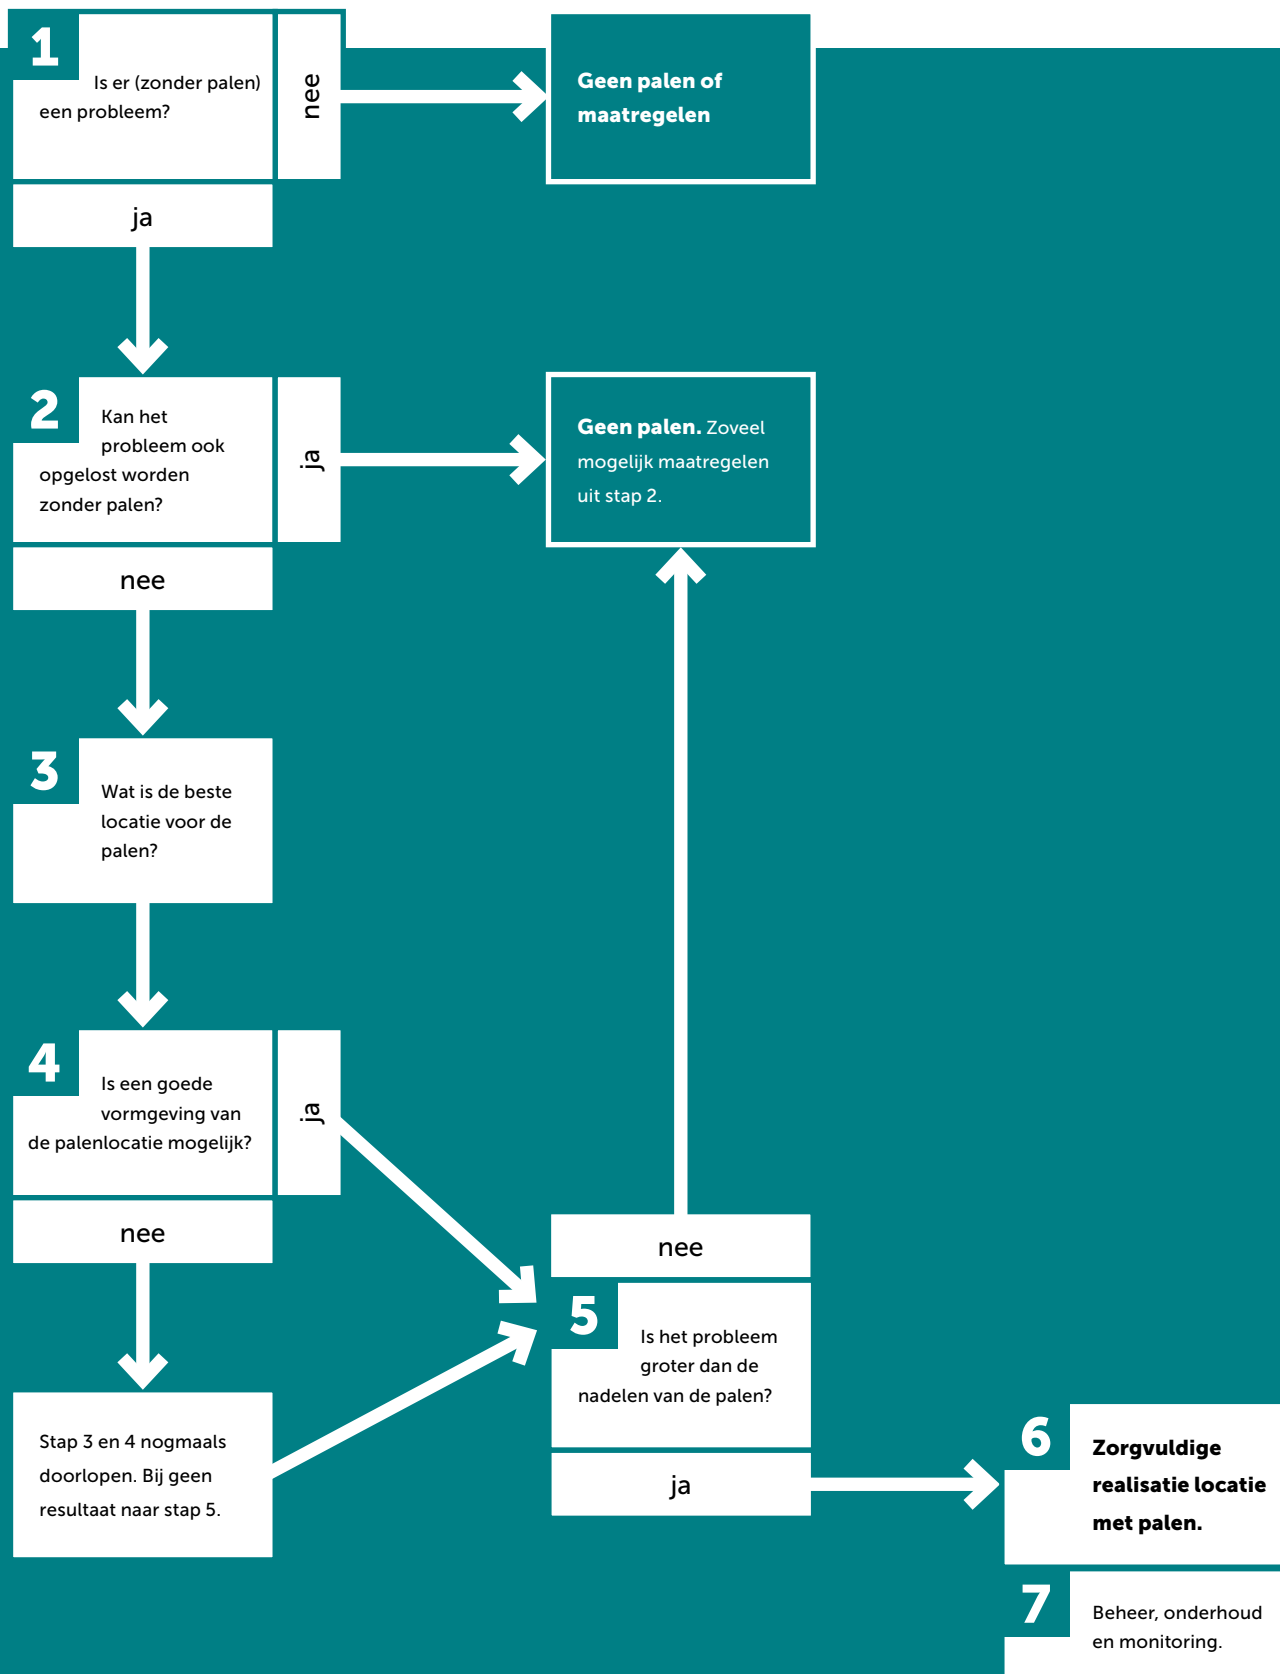 1
Is er (zonder palen)
een probleem?
nee
Geen palen of
maatregelen
ja
2
Kan het
probleem ook
opgelost worden
zonder palen?
ja
Geen palen. Zoveel
mogelijk maatregelen
uit stap 2.
nee
3
Wat is de beste
locatie voor de
palen?
4
Is een goede
vormgeving van
de palenlocatie mogelijk?
ja
nee
Stap 3 en 4 nogmaals
doorlopen. Bij geen
resultaat naar stap 5.
nee
5
Is het probleem
groter dan de
nadelen van de palen?
ja
6
Zorgvuldige
realisatie locatie
met palen.
7
Beheer, onderhoud
en monitoring.